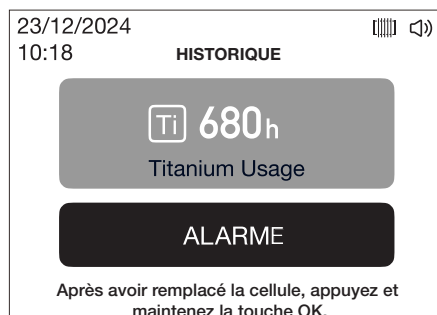 23/12/2024
10:18
HISTORIQUE
Ti 680h
Titanium Usage
ALARME
Après avoir remplacé la cellule, appuyez et
maintenez la touche OK.